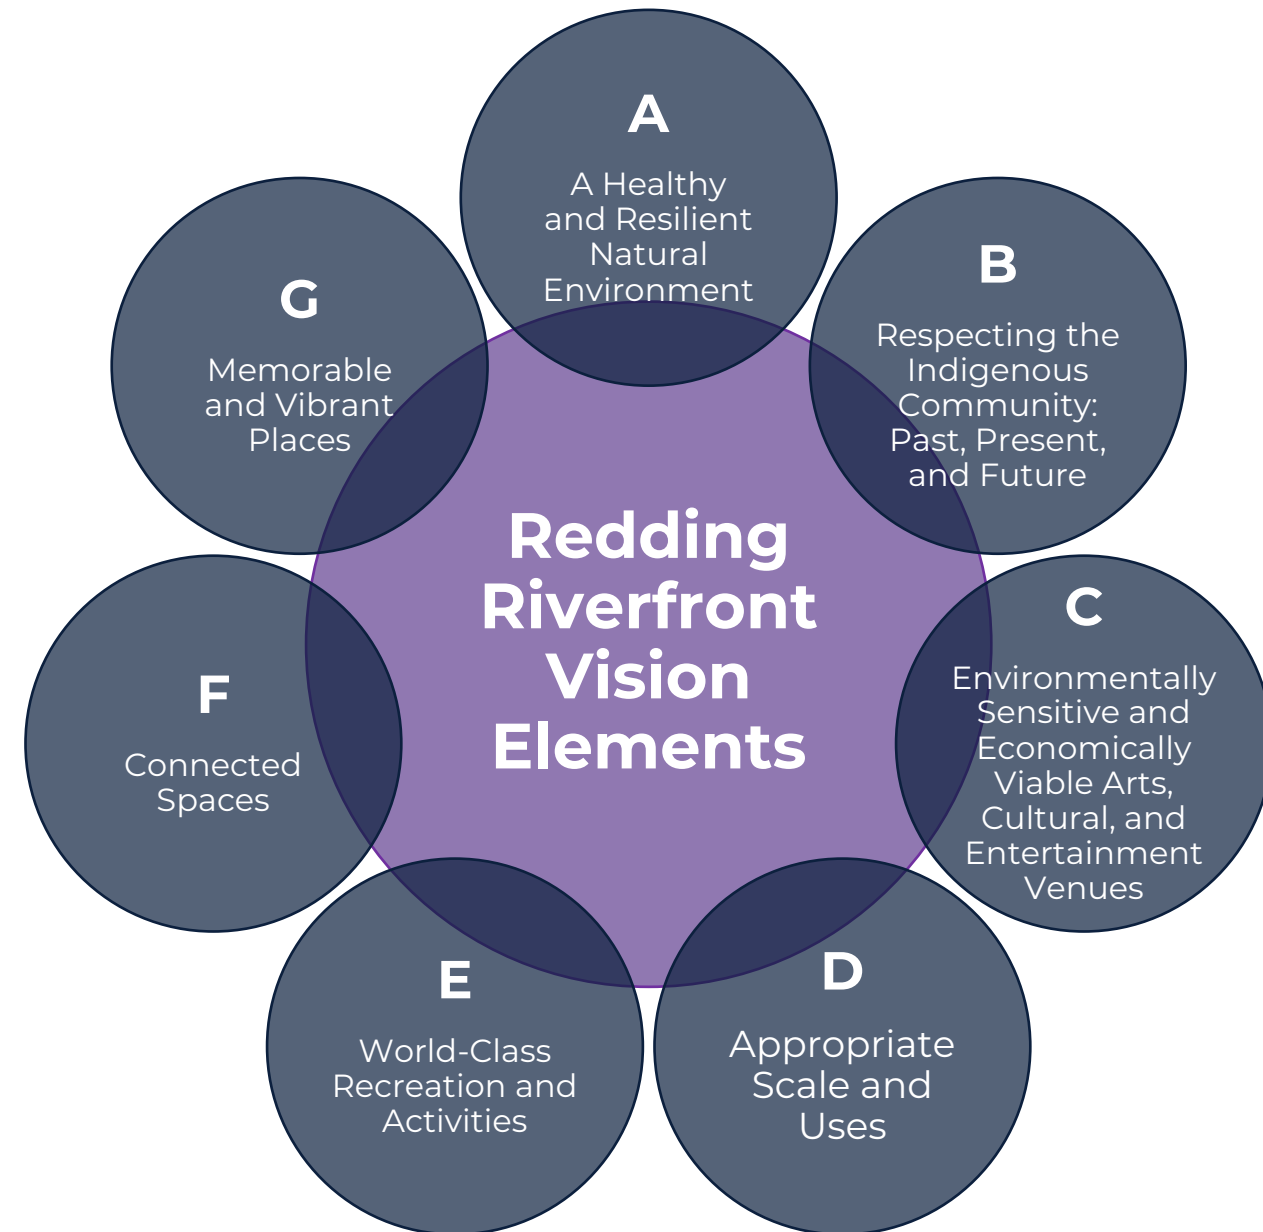 A
A Healthy
and Resilient
Natural
Environment
B
Respecting the
Indigenous
Community:
Past, Present,
and Future
C
Environmentally
Sensitive and
Economically
Viable Arts,
Cultural, and
Entertainment
Venues
D
Appropriate
Scale and
Uses
E
World-Class
Recreation and
Activities
F
Connected
Spaces
G
Memorable
and Vibrant
Places
Redding
Riverfront
Vision
Elements